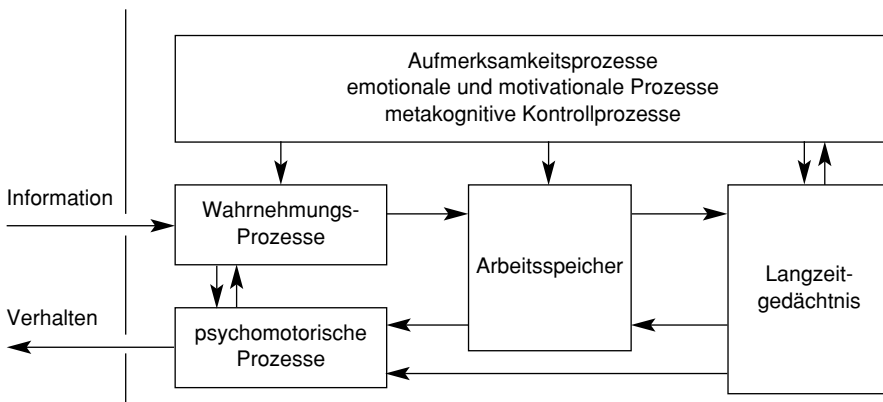 Aufmerksamkeitsprozesse
emotionale und motivationale Prozesse
metakognitive Kontrollprozesse
Information
Wahrnehmungs-
Prozesse
Arbeitsspeicher
Langzeit-
gedächtnis
Verhalten
psychomotorische
Prozesse